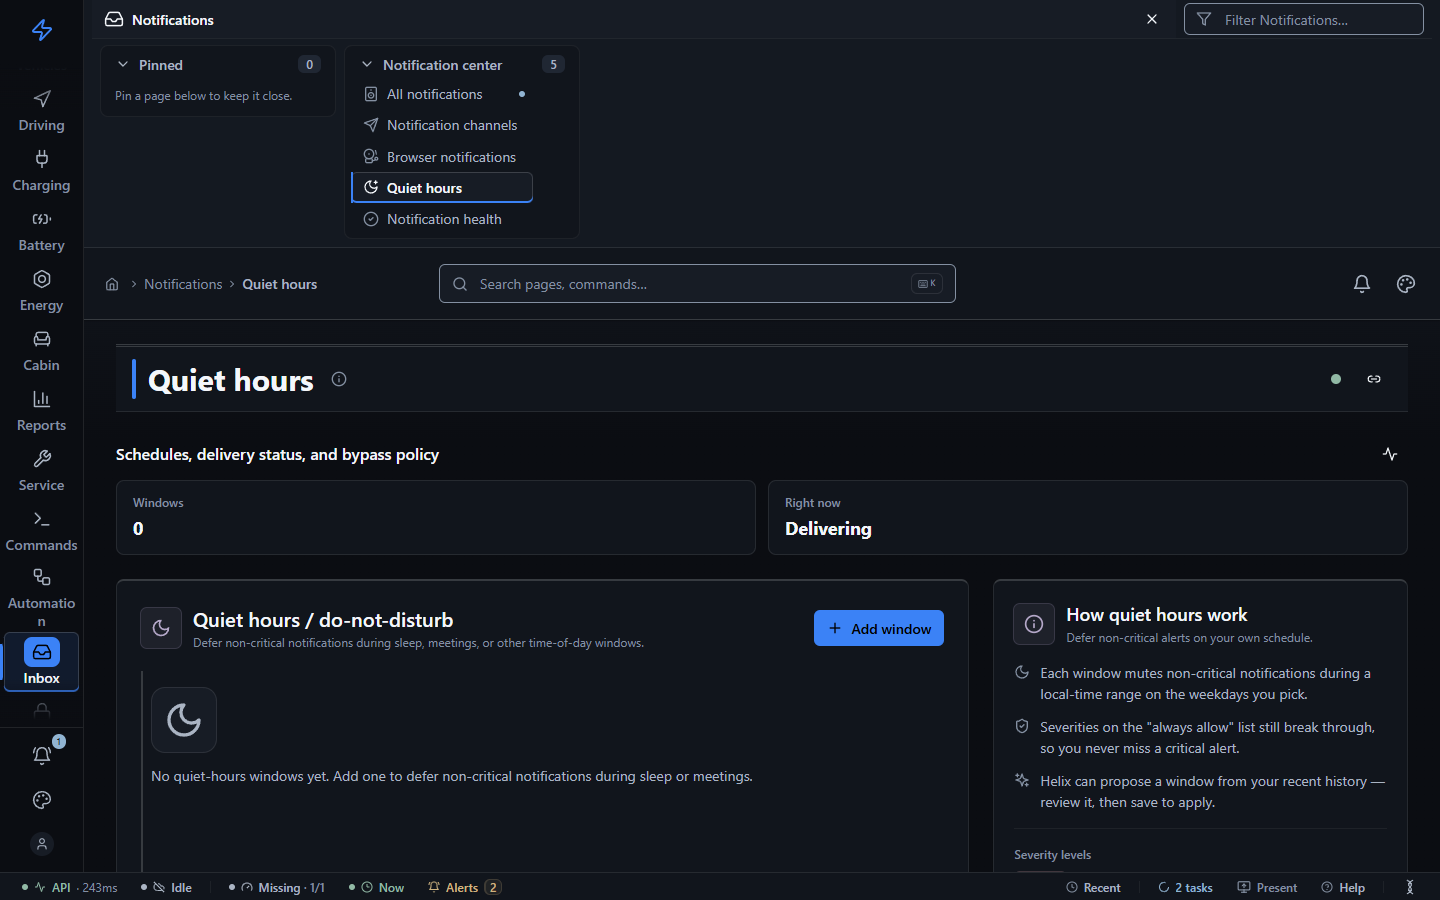 Notifications
Filter Notifications...
Pinned
0
Pin a page below to keep it close.
Notification center
5
All notifications
Notification channels
Browser notifications
Quiet hours
Notification health
Driving
Charging
Battery
Energy
Cabin
Reports
Service
Commands
Automatio
n
Inbox
1
Notifications
Quiet hours
Search pages, commands...
K
Quiet hours
Schedules, delivery status, and bypass policy
Windows
0
Right now
Delivering
Quiet hours / do-not-disturb
Defer non-critical notifications during sleep, meetings, or other time-of-day windows.
Add window
No quiet-hours windows yet. Add one to defer non-critical notifications during sleep or meetings.
How quiet hours work
Defer non-critical alerts on your own schedule.
Each window mutes non-critical notifications during a
local-time range on the weekdays you pick.
Severities on the "always allow" list still break through,
so you never miss a critical alert.
Helix can propose a window from your recent history —
review it, then save to apply.
Severity levels
API · 243ms
Idle
Missing · 1/1
Now
Alerts 2
Recent
2 tasks
Present
Help